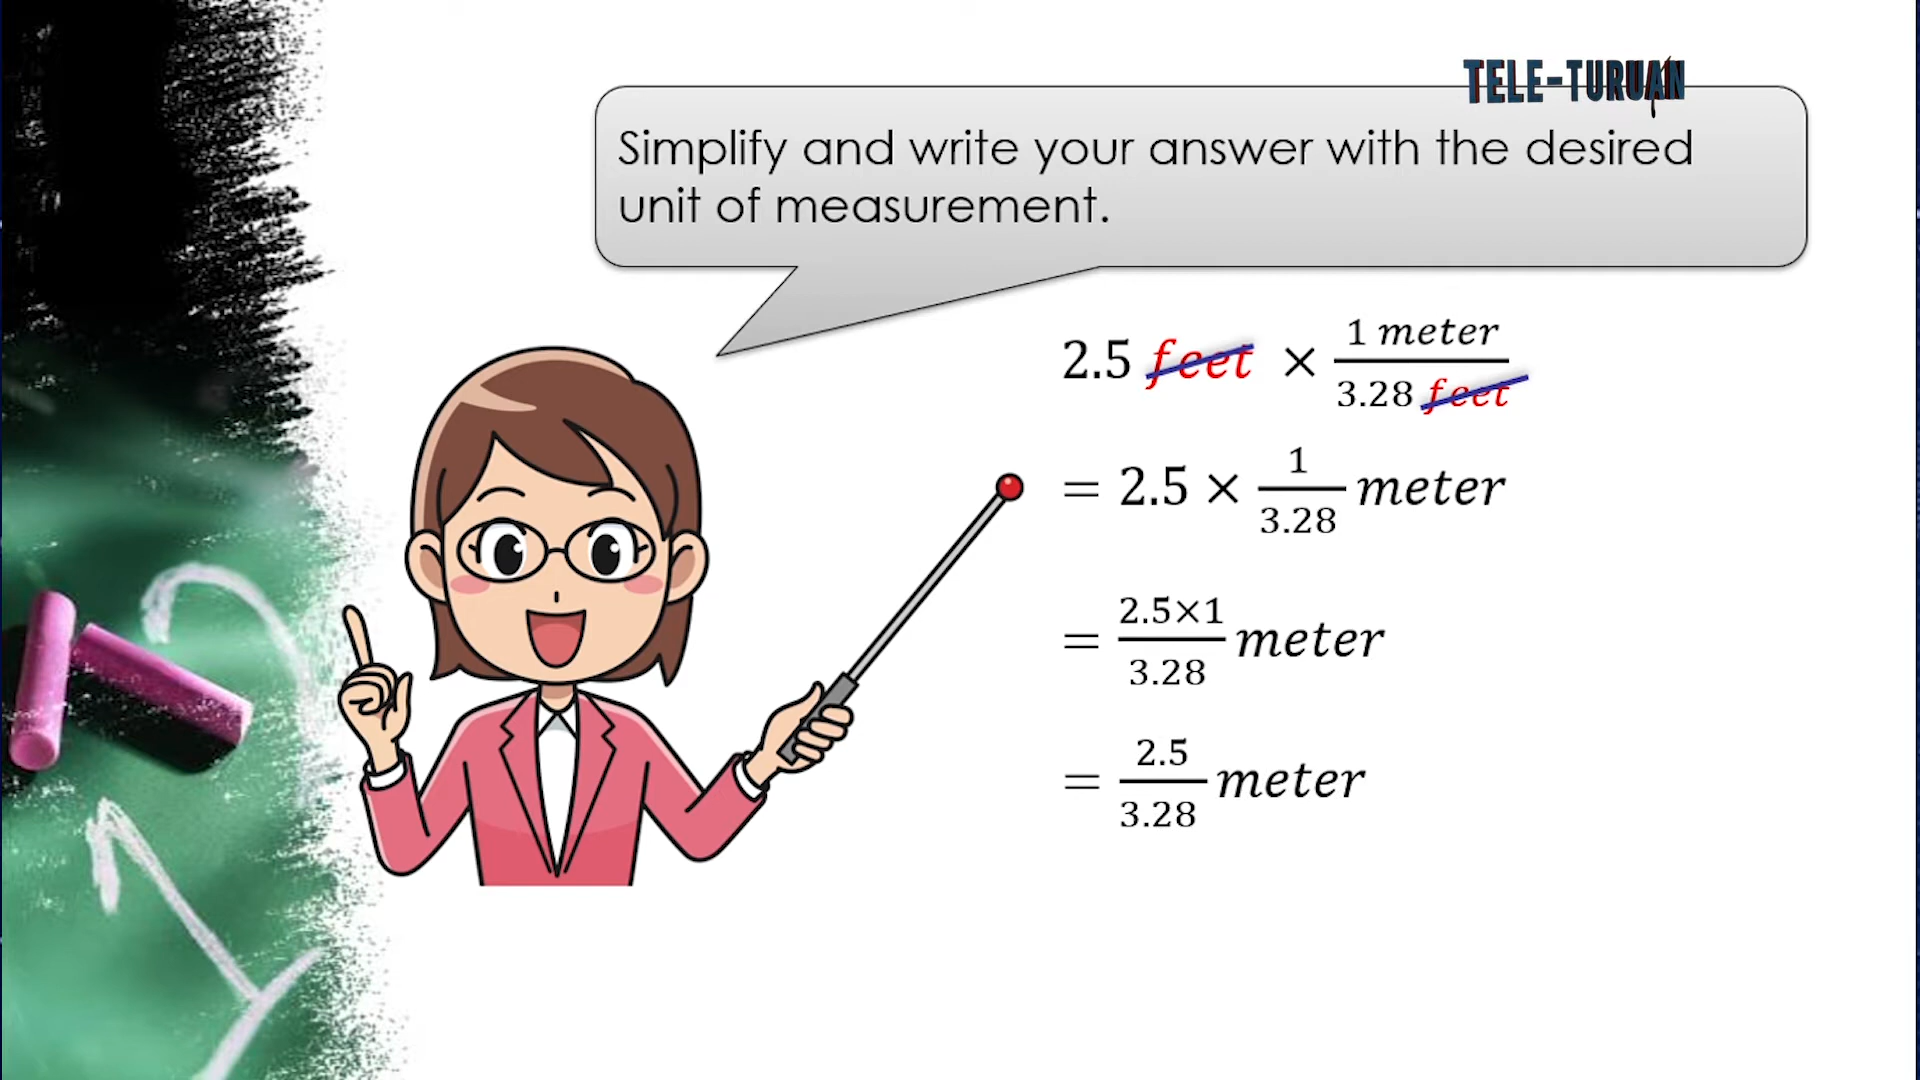 TELE-TURUAN
Simplify and write your answer with the desired
unit of measurement.
2.5 feet × 1 meter / 3.28 feet
= 2.5 × 1 / 3.28 meter
= 2.5×1 / 3.28 meter
= 2.5 / 3.28 meter